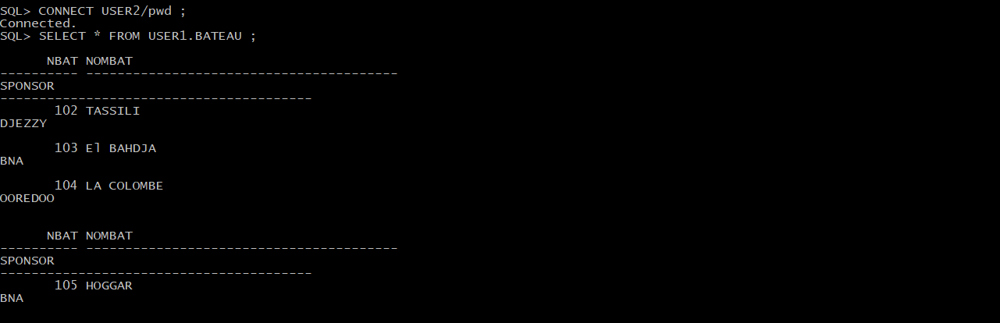 SQL> CONNECT USER2/pwd ;
Connected.
SQL> SELECT * FROM USER1.BATEAU ;
NBAT NOMBAT
---------- ----------------------------------------
SPONSOR
----------------------------------------
102 TASSILI
DJEZZY
103 El BAHDJA
BNA
104 LA COLOMBE
OOREDOO
NBAT NOMBAT
---------- ----------------------------------------
SPONSOR
----------------------------------------
105 HOGGAR
BNA